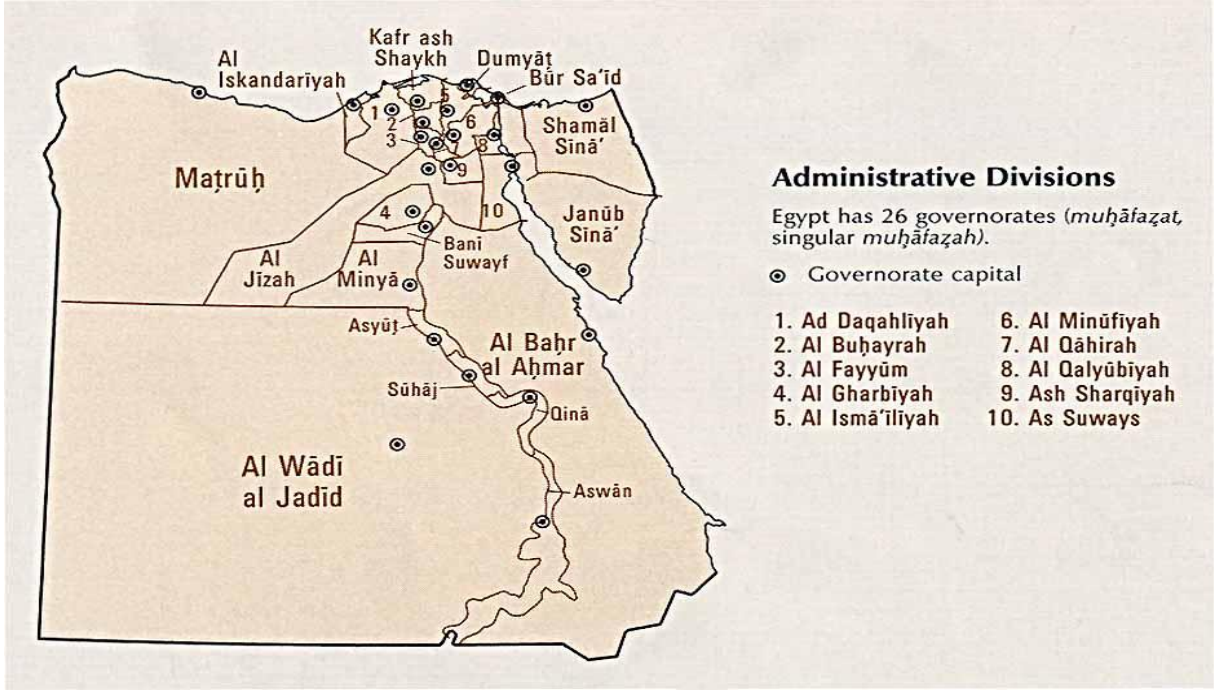 Kafr ash
Shaykh
Al
Iskandarīyah
Dumyāṭ
Būr Sa'īd
1
2
3
5
6
7
8
9
Shamāl
Sīnā'
Maṭrūḥ
4
10
Janūb
Sīnā'
Banī
Suwayf
Al
Jīzah
Al
Minyā
Asyūṭ
Al Baḥr
al Aḥmar
Sūhāj
Qinā
Al Wādī
al Jadīd
Aswān
Administrative Divisions
Egypt has 26 governorates (muḥāfaẓat,
singular muḥāfaẓah).
Governorate capital
1. Ad Daqahlīyah
2. Al Buḥayrah
3. Al Fayyūm
4. Al Gharbīyah
5. Al Ismā'īlīyah
6. Al Minūfīyah
7. Al Qāhirah
8. Al Qalyūbīyah
9. Ash Sharqīyah
10. As Suways